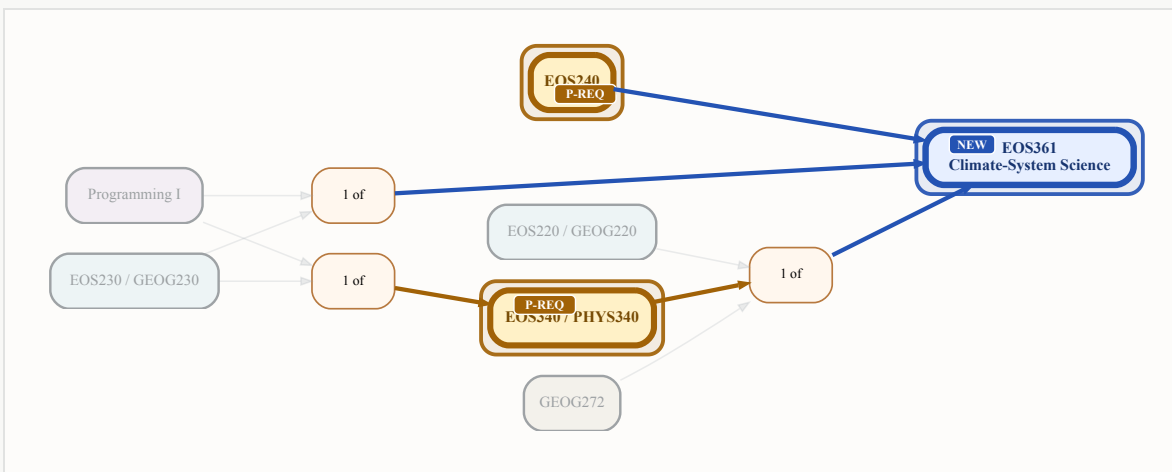 EOS240
P-REQ
NEW
EOS361
Climate-System Science
Programming I
1 of
EOS220 / GEOG220
EOS230 / GEOG230
1 of
1 of
P-REQ
EOS340 / PHYS340
GEOG272